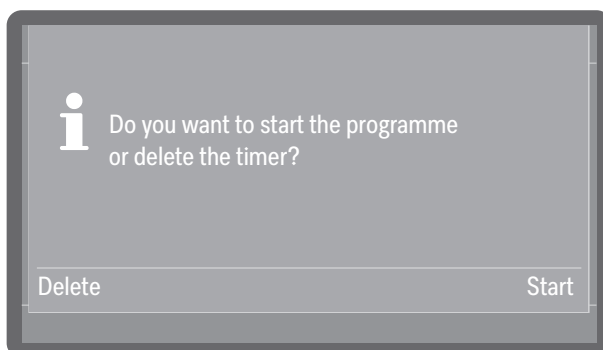 Do you want to start the programme
or delete the timer?
Delete
Start